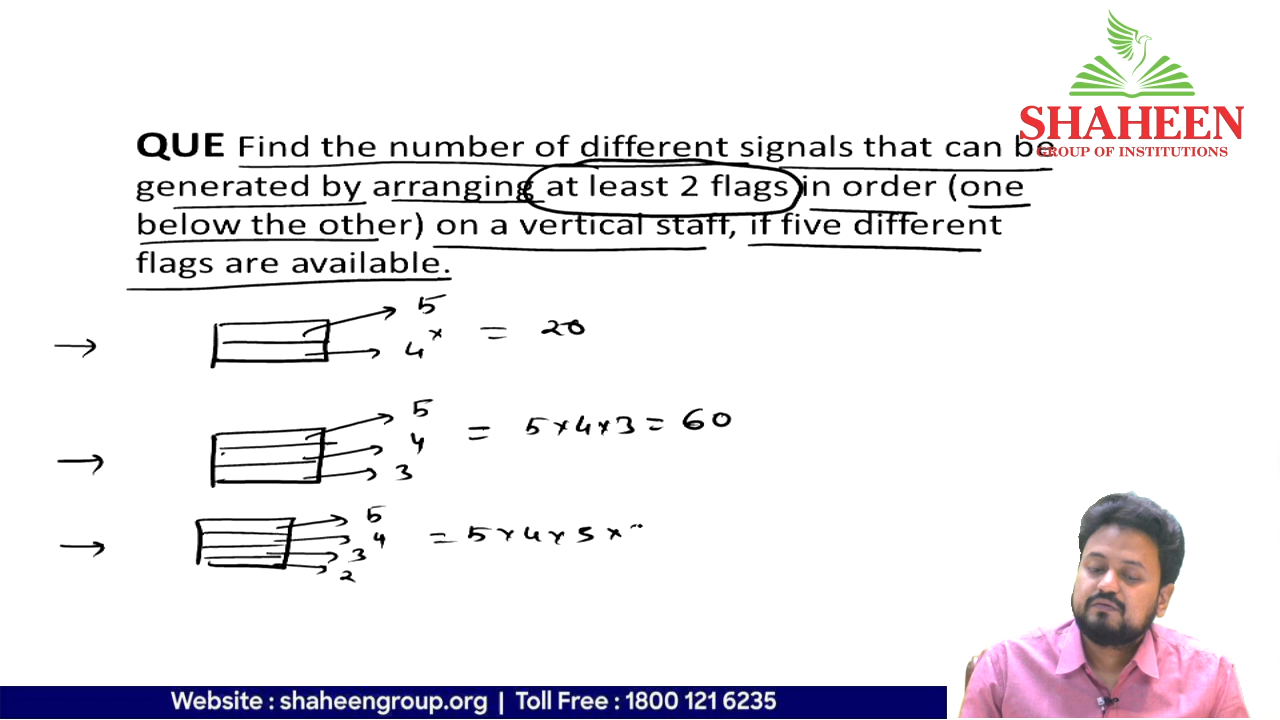 SHAHEEN
GROUP OF INSTITUTIONS
QUE Find the number of different signals that can be
generated by arranging at least 2 flags in order (one
below the other) on a vertical staff, if five different
flags are available.
→ 5
4 × = 20
→ 5
4
3 = 5×4×3 = 60
→ 5
4
3
2 = 5×4×3×
Website : shaheengroup.org | Toll Free : 1800 121 6235